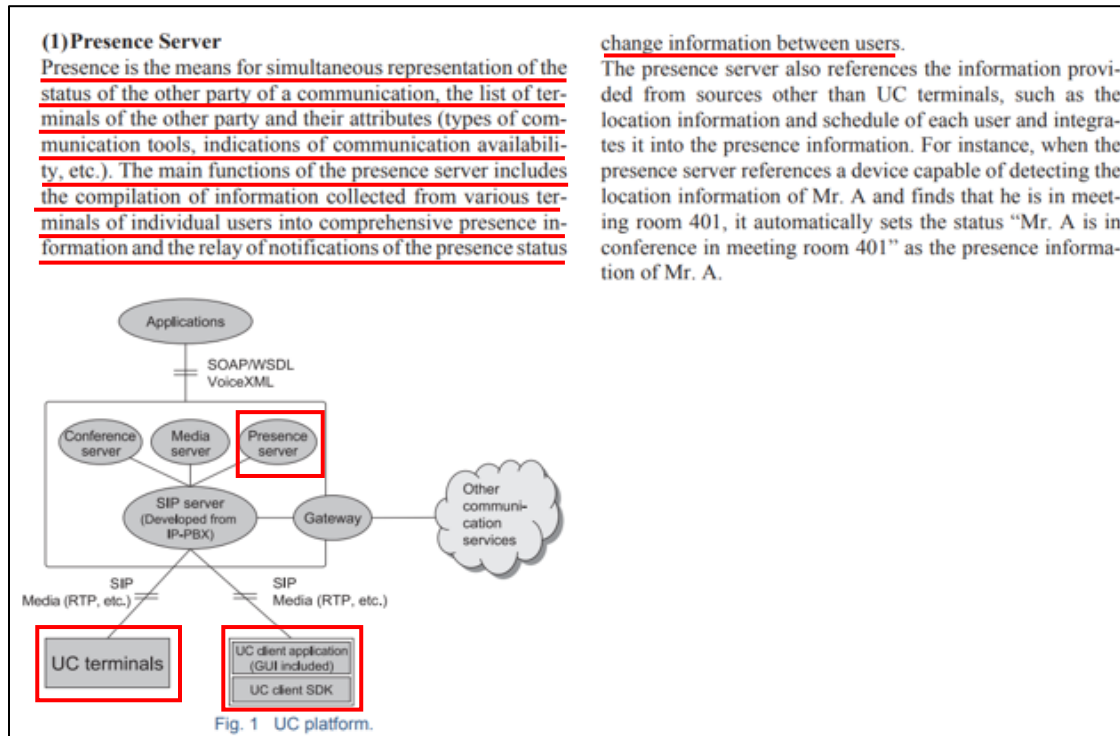 (1)Presence Server
Presence is the means for simultaneous representation of the
status of the other party of a communication, the list of ter-
minals of the other party and their attributes (types of com-
munication tools, indications of communication availabili-
ty, etc.). The main functions of the presence server includes
the compilation of information collected from various ter-
minals of individual users into comprehensive presence in-
formation and the relay of notifications of the presence status
change information between users.
The presence server also references the information provi-
ded from sources other than UC terminals, such as the
location information and schedule of each user and integra-
tes it into the presence information. For instance, when the
presence server references a device capable of detecting the
location information of Mr. A and finds that he is in meet-
ing room 401, it automatically sets the status “Mr. A is in
conference in meeting room 401” as the presence informa-
tion of Mr. A.
Applications
SOAP/WSDL
VoiceXML
Conference
server
Media
server
Presence
server
SIP server
(Developed from
IP-PBX)
Gateway
Other
communi-
cation
services
SIP
Media (RTP, etc.)
SIP
Media (RTP, etc.)
UC terminals
UC client application
(GUI included)
UC client SDK
Fig. 1 UC platform.